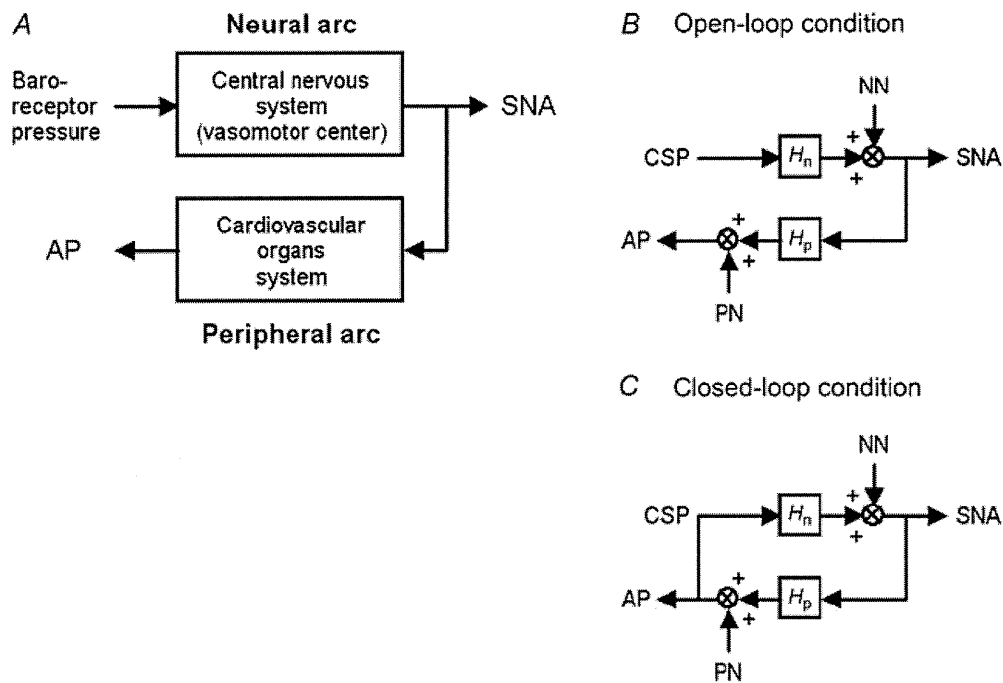 A
Neural arc
Baro-
receptor
pressure
Central nervous
system
(vasomotor center)
SNA
AP
Cardiovascular
organs
system
Peripheral arc
B Open-loop condition
NN
CSP
Hn
+
+
SNA
AP
+
+
Hp
PN
C Closed-loop condition
NN
CSP
Hn
+
+
SNA
AP
+
+
Hp
PN